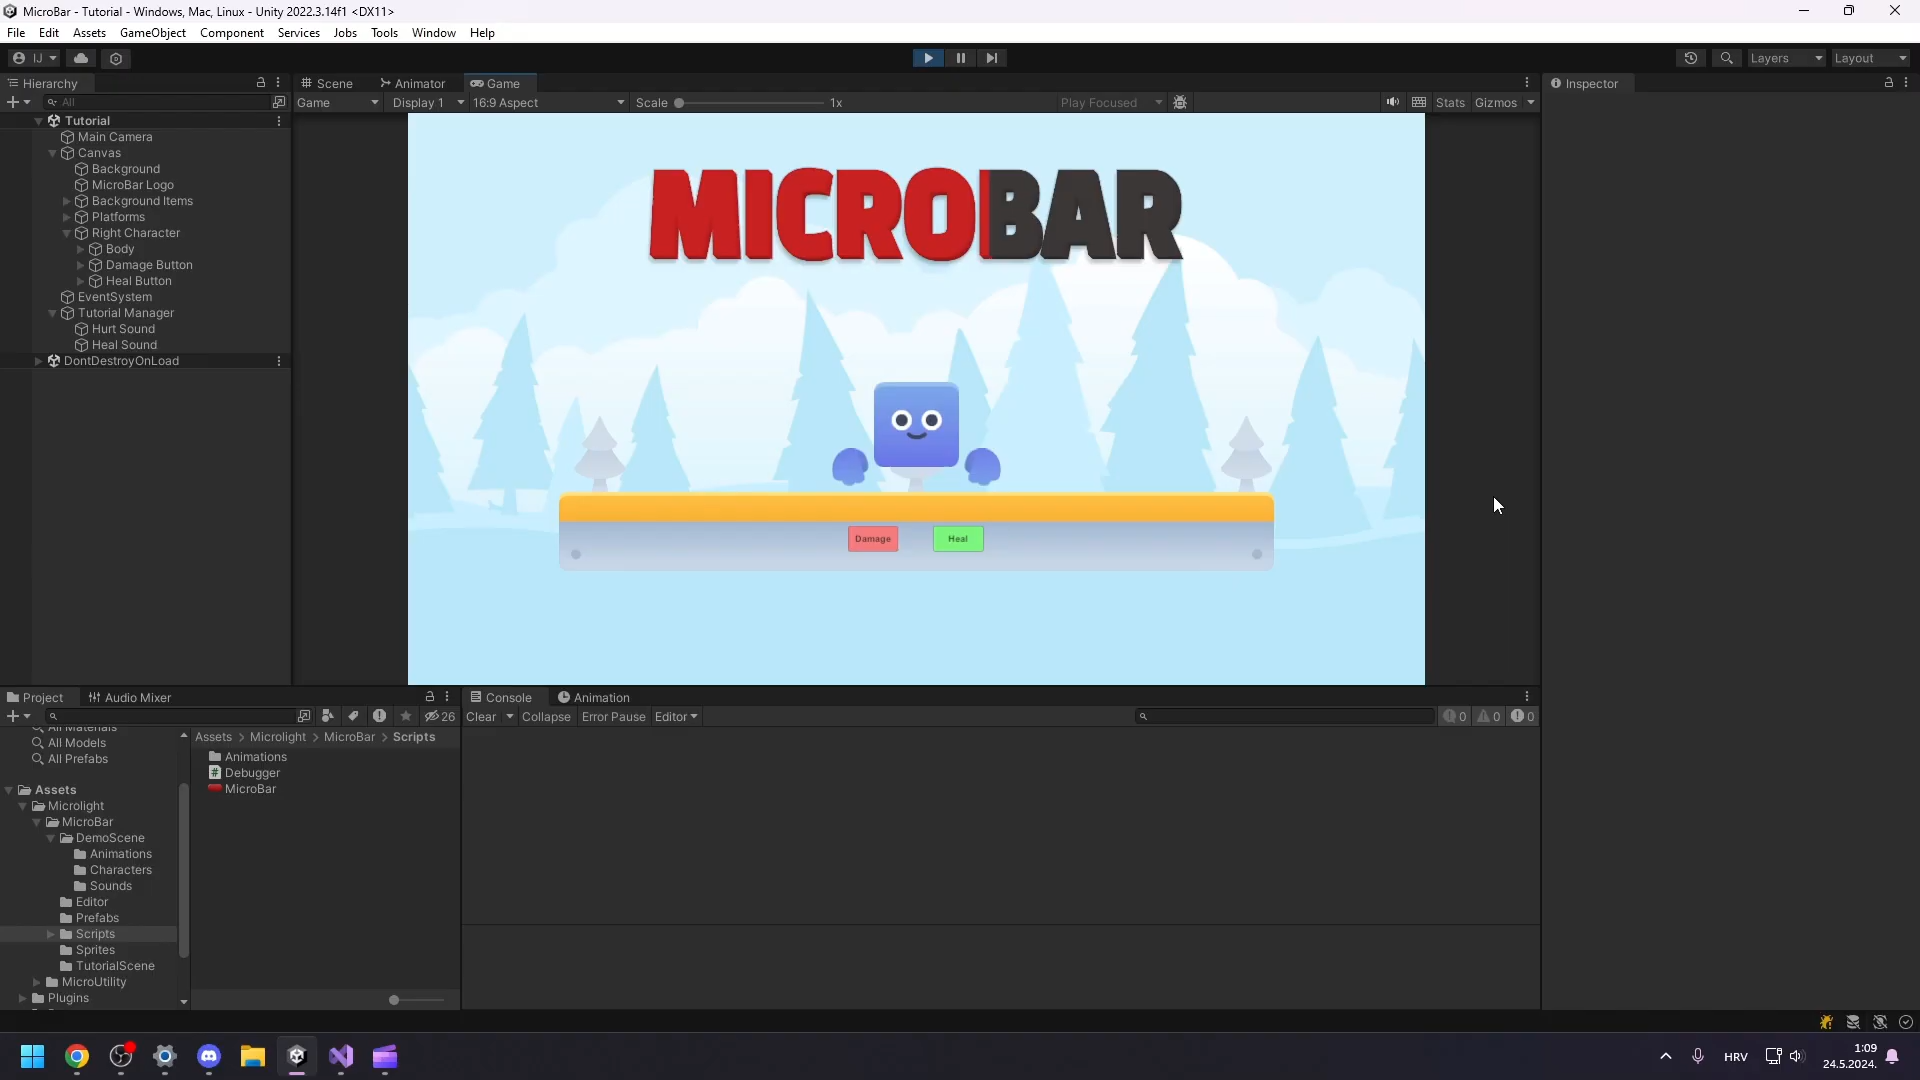 MicroBar - Tutorial - Windows, Mac, Linux - Unity 2022.3.14f1 <DX11>
File Edit Assets GameObject Component Services Jobs Tools Window Help
IJ
Layers Layout
Hierarchy
Scene Animator Game
Inspector
All
Game Display 1 16:9 Aspect Scale 1x Play Focused Stats Gizmos
Tutorial
Main Camera
Canvas
Background
MicroBar Logo
Background Items
Platforms
Right Character
Body
Damage Button
Heal Button
EventSystem
Tutorial Manager
Hurt Sound
Heal Sound
DontDestroyOnLoad
MICROBAR
Damage Heal
Project Audio Mixer
Console Animation
26
Clear Collapse Error Pause Editor
0 0 0
All Materials
All Models
All Prefabs
Assets
Microlight
MicroBar
DemoScene
Animations
Characters
Sounds
Editor
Prefabs
Scripts
Sprites
TutorialScene
MicroUtility
Plugins
Assets > Microlight > MicroBar > Scripts
Animations
Debugger
MicroBar
HRV
1:09
24.5.2024.